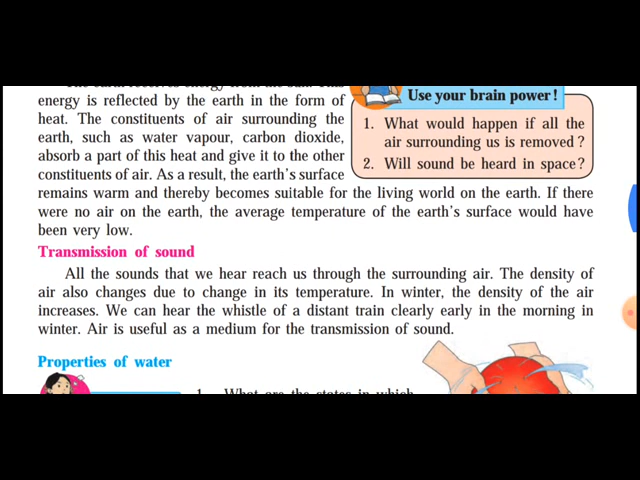 energy is reflected by the earth in the form of
heat. The constituents of air surrounding the
earth, such as water vapour, carbon dioxide,
absorb a part of this heat and give it to the other
constituents of air. As a result, the earth's surface
Use your brain power!
1. What would happen if all the
air surrounding us is removed ?
2. Will sound be heard in space?
remains warm and thereby becomes suitable for the living world on the earth. If there
were no air on the earth, the average temperature of the earth's surface would have
been very low.
Transmission of sound
All the sounds that we hear reach us through the surrounding air. The density of
air also changes due to change in its temperature. In winter, the density of the air
increases. We can hear the whistle of a distant train clearly early in the morning in
winter. Air is useful as a medium for the transmission of sound.
Properties of water
1. What are the states in which